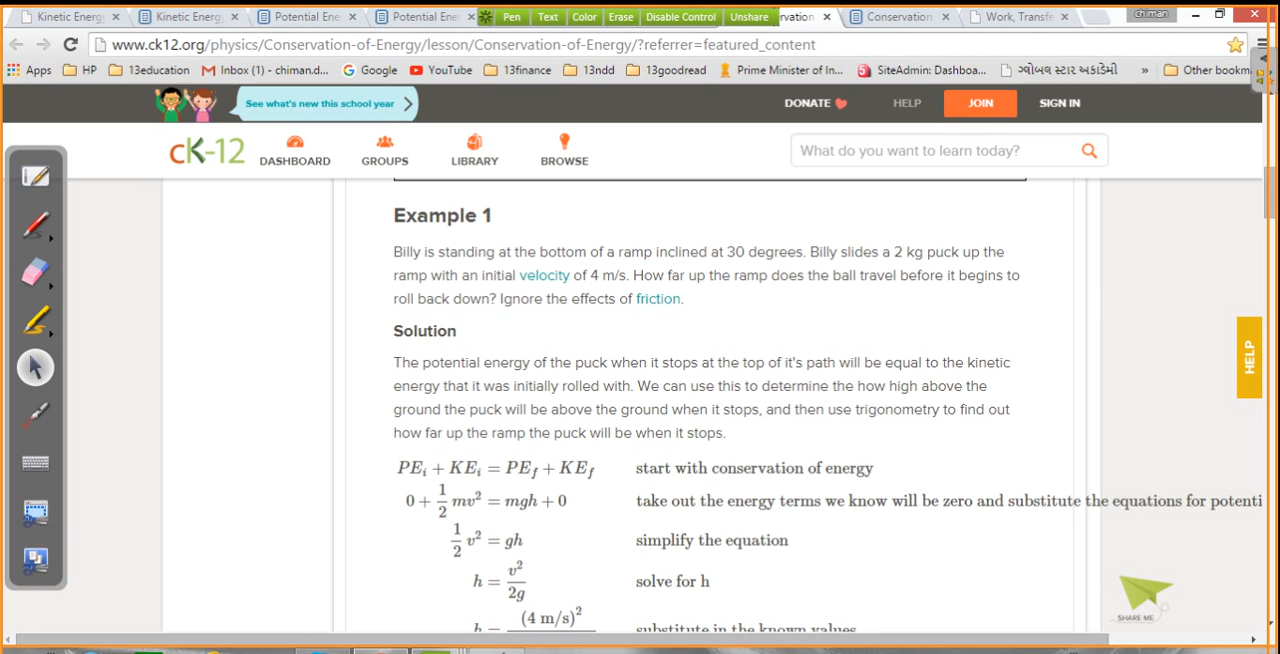 Kinetic Energ
Kinetic Energ
Potential Ene
Potential Ene
Pen
Text
Color
Erase
Disable Control
Unshare
rvation
Conservation
Work, Transfe
chiman
www.ck12.org/physics/Conservation-of-Energy/lesson/Conservation-of-Energy/?referrer=featured_content
Apps
HP
13education
Inbox (1) - chiman.d...
Google
YouTube
13finance
13ndd
13goodread
Prime Minister of In...
SiteAdmin: Dashboa...
ગ્લોબલ સ્ટાર અકાડેમી
»
Other bookm
See what's new this school year
DONATE
HELP
JOIN
SIGN IN
cK-12
DASHBOARD
GROUPS
LIBRARY
BROWSE
What do you want to learn today?
Example 1
Billy is standing at the bottom of a ramp inclined at 30 degrees. Billy slides a 2 kg puck up the
ramp with an initial velocity of 4 m/s. How far up the ramp does the ball travel before it begins to
roll back down? Ignore the effects of friction.
Solution
The potential energy of the puck when it stops at the top of it's path will be equal to the kinetic
energy that it was initially rolled with. We can use this to determine the how high above the
ground the puck will be above the ground when it stops, and then use trigonometry to find out
how far up the ramp the puck will be when it stops.
PEᵢ + KEᵢ = PE_f + KE_f start with conservation of energy
0 + 1/2 mv² = mgh + 0 take out the energy terms we know will be zero and substitute the equations for potenti
1/2 v² = gh simplify the equation
h = v²/2g solve for h
h = (4 m/s)² substitute in the known values
HELP
SHARE ME